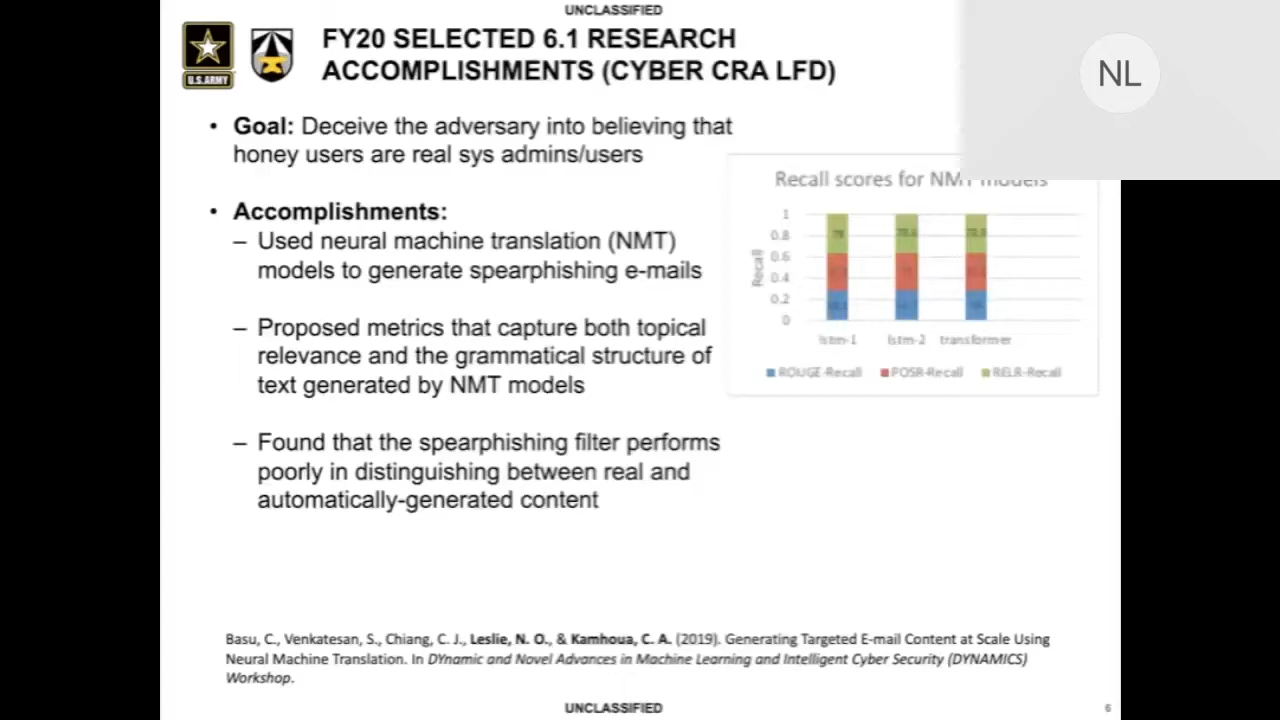 UNCLASSIFIED
FY20 SELECTED 6.1 RESEARCH
ACCOMPLISHMENTS (CYBER CRA LFD)
U.S.ARMY
NL
• Goal: Deceive the adversary into believing that
honey users are real sys admins/users
• Accomplishments:
– Used neural machine translation (NMT)
models to generate spearphishing e-mails
– Proposed metrics that capture both topical
relevance and the grammatical structure of
text generated by NMT models
– Found that the spearphishing filter performs
poorly in distinguishing between real and
automatically-generated content
Recall scores for NMT models
1
0.8
0.6
0.4
0.2
0
Recall
lstm-1 lstm-2 transformer
ROUGE-Recall POSR-Recall RELR-Recall
Basu, C., Venkatesan, S., Chiang, C. J., Leslie, N. O., & Kamhoua, C. A. (2019). Generating Targeted E-mail Content at Scale Using
Neural Machine Translation. In DYnamic and Novel Advances in Machine Learning and Intelligent Cyber Security (DYNAMICS)
Workshop.
UNCLASSIFIED
6